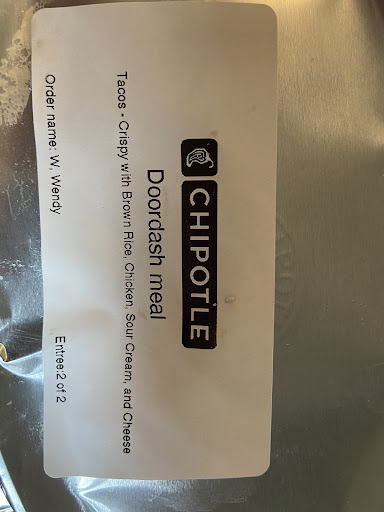 CHIPOTLE
Doordash meal
Tacos - Crispy with Brown Rice, Chicken, Sour Cream, and Cheese
Order name: W, Wendy
Entree:2 of 2